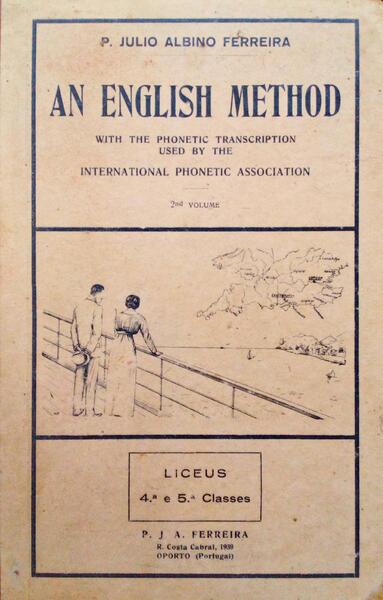 P. JULIO ALBINO FERREIRA
AN ENGLISH METHOD
WITH THE PHONETIC TRANSCRIPTION
USED BY THE
INTERNATIONAL PHONETIC ASSOCIATION
2nd VOLUME
LICEUS
4.ª e 5.ª Classes
P. J A. FERREIRA
R. Costa Cabral, 1939
OPORTO (Portugal)